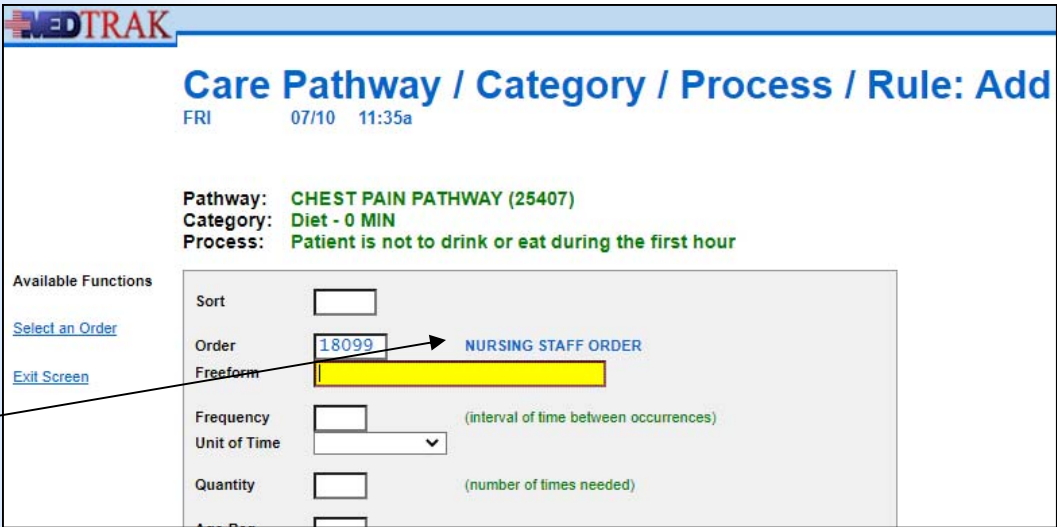 MEDTRAK
Care Pathway / Category / Process / Rule: Add
FRI 07/10 11:35a
Pathway: CHEST PAIN PATHWAY (25407)
Category: Diet - 0 MIN
Process: Patient is not to drink or eat during the first hour
Available Functions
Sort
Select an Order
Order 18099 NURSING STAFF ORDER
Freeform
Exit Screen
Frequency (interval of time between occurrences)
Unit of Time
Quantity (number of times needed)